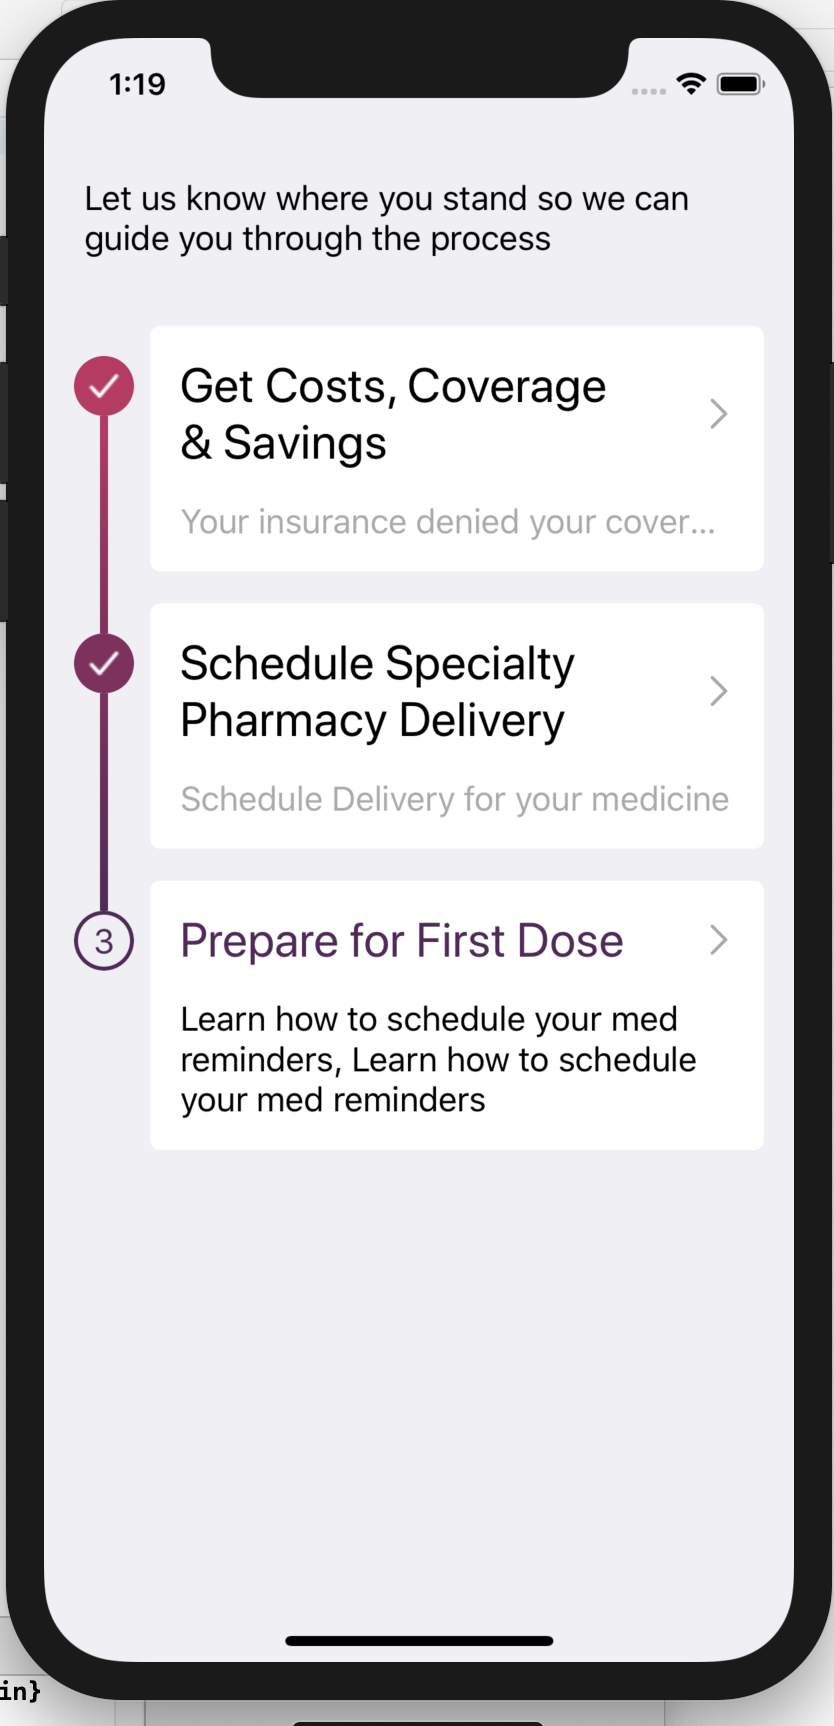 1:19
Let us know where you stand so we can
guide you through the process
Get Costs, Coverage
& Savings
Your insurance denied your cover...
Schedule Specialty
Pharmacy Delivery
Schedule Delivery for your medicine
3
Prepare for First Dose
Learn how to schedule your med
reminders, Learn how to schedule
your med reminders
in}